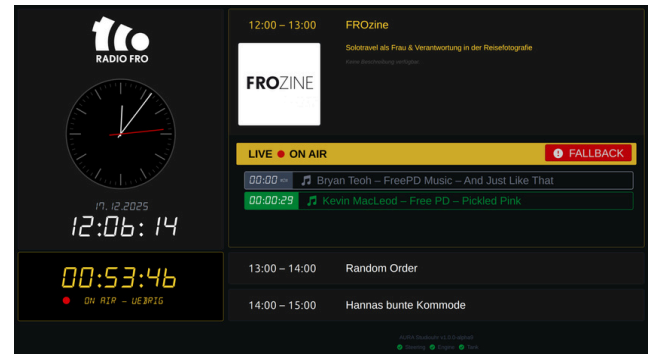 RADIO FRO
17.12.2025
12:06:14
00:53:46
ON AIR – UEBRIG
12:00 – 13:00 FROzine
Solotravel als Frau & Verantwortung in der Reisefotografie
Keine Beschreibung verfügbar
FROZINE
LIVE ON AIR FALLBACK
00:00 Bryan Teoh – FreePD Music – And Just Like That
00:00:29 Kevin MacLeod – Free PD – Pickled Pink
13:00 – 14:00 Random Order
14:00 – 15:00 Hannas bunte Kommode
Steering Engine Tank